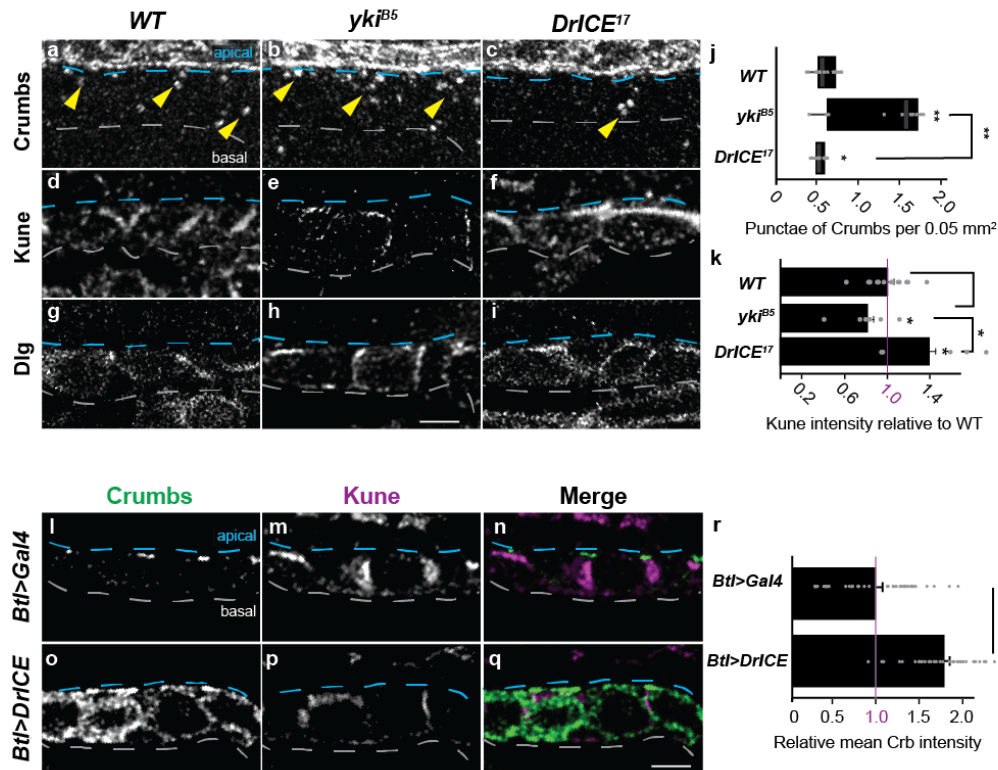 WT yki^B5 DrICE^17
a apical b c j
Crumbs
basal
WT
yki^B5 **
**
DrICE^17 *
0 0.5 1.0 1.5 2.0
Punctae of Crumbs per 0.05 mm²
d e f k
Kune
WT
yki^B5 *
*
DrICE^17 *
0.2 0.6 1.0 1.4
Kune intensity relative to WT
g h i
Dlg
Crumbs Kune Merge
l apical m n r
Btl>Gal4
basal
Btl>Gal4
o p q
Btl>DrICE
Btl>DrICE
0 0.5 1.0 1.5 2.0
Relative mean Crb intensity